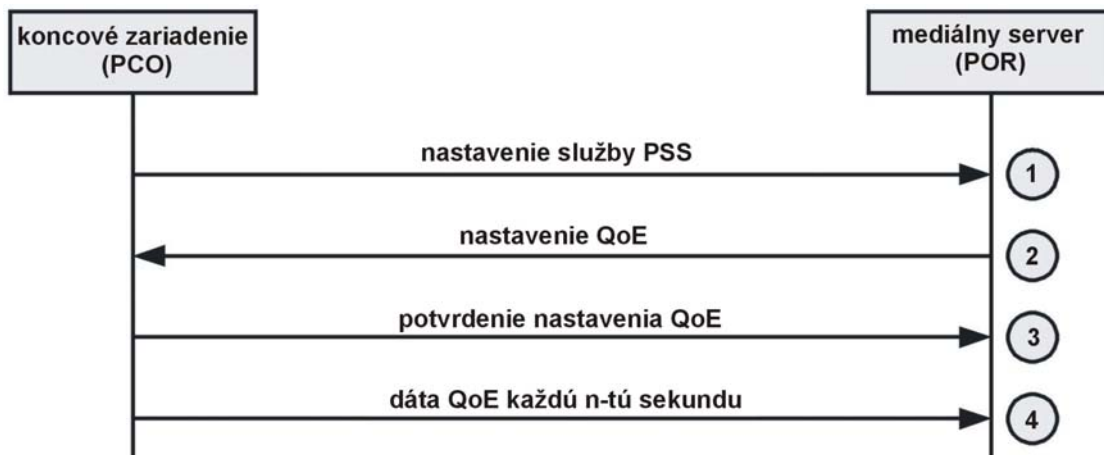 koncové zariadenie
(PCO)
mediálny server
(POR)
nastavenie služby PSS
1
nastavenie QoE
2
potvrdenie nastavenia QoE
3
dáta QoE každú n-tú sekundu
4